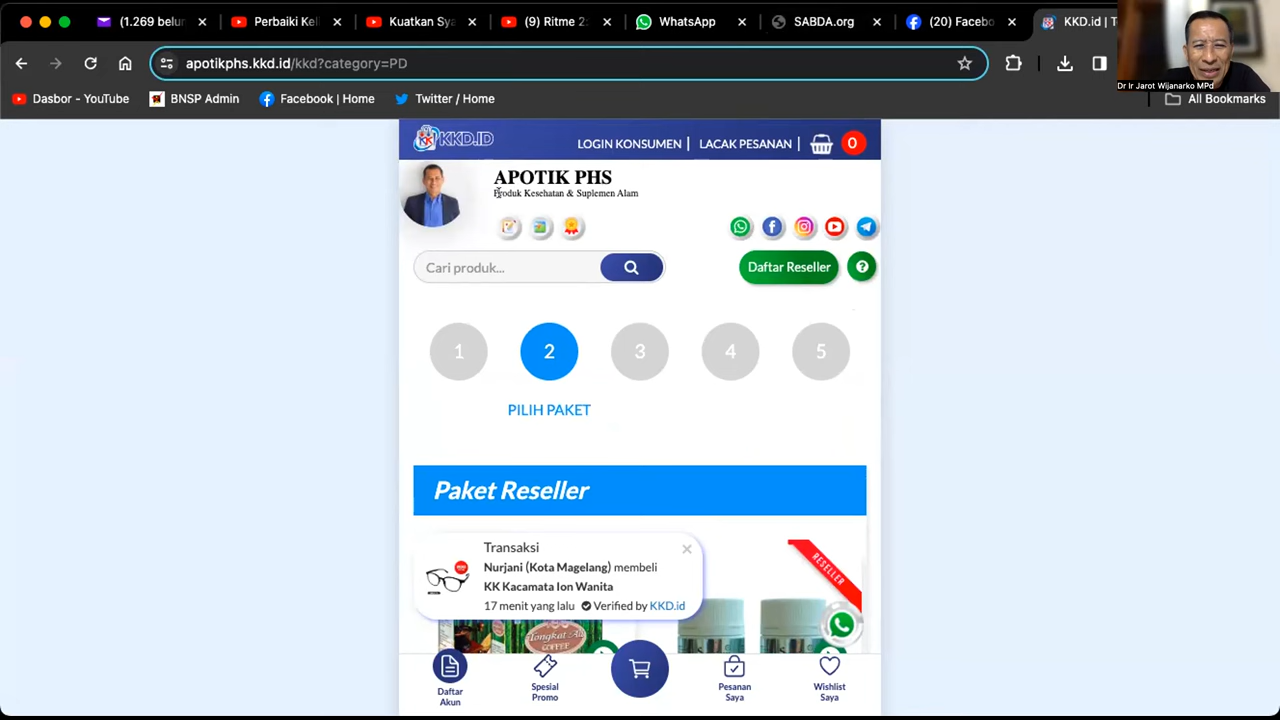 (1.269 belun
Perbaiki Kel
Kuatkan Sya
(9) Ritme 2
WhatsApp
SABDA.org
(20) Facebo
KKD.id | T
apotikphs.kkd.id/kkd?category=PD
Dr Ir Jarot Wijanarko MPd
Dasbor - YouTube
BNSP Admin
Facebook | Home
Twitter / Home
All Bookmarks
KKD.ID
LOGIN KONSUMEN |
LACAK PESANAN |
0
APOTIK PHS
Produk Kesehatan & Suplemen Alam
Cari produk...
Daftar Reseller
?
1
2
3
4
5
PILIH PAKET
Paket Reseller
Transaksi
Nurjani (Kota Magelang) membeli
KK Kacamata Ion Wanita
17 menit yang lalu
Verified by KKD.id
RESELLER
Tongkat Ali
COFFEE
Daftar
Akun
Spesial
Promo
Pesanan
Saya
Wishlist
Saya